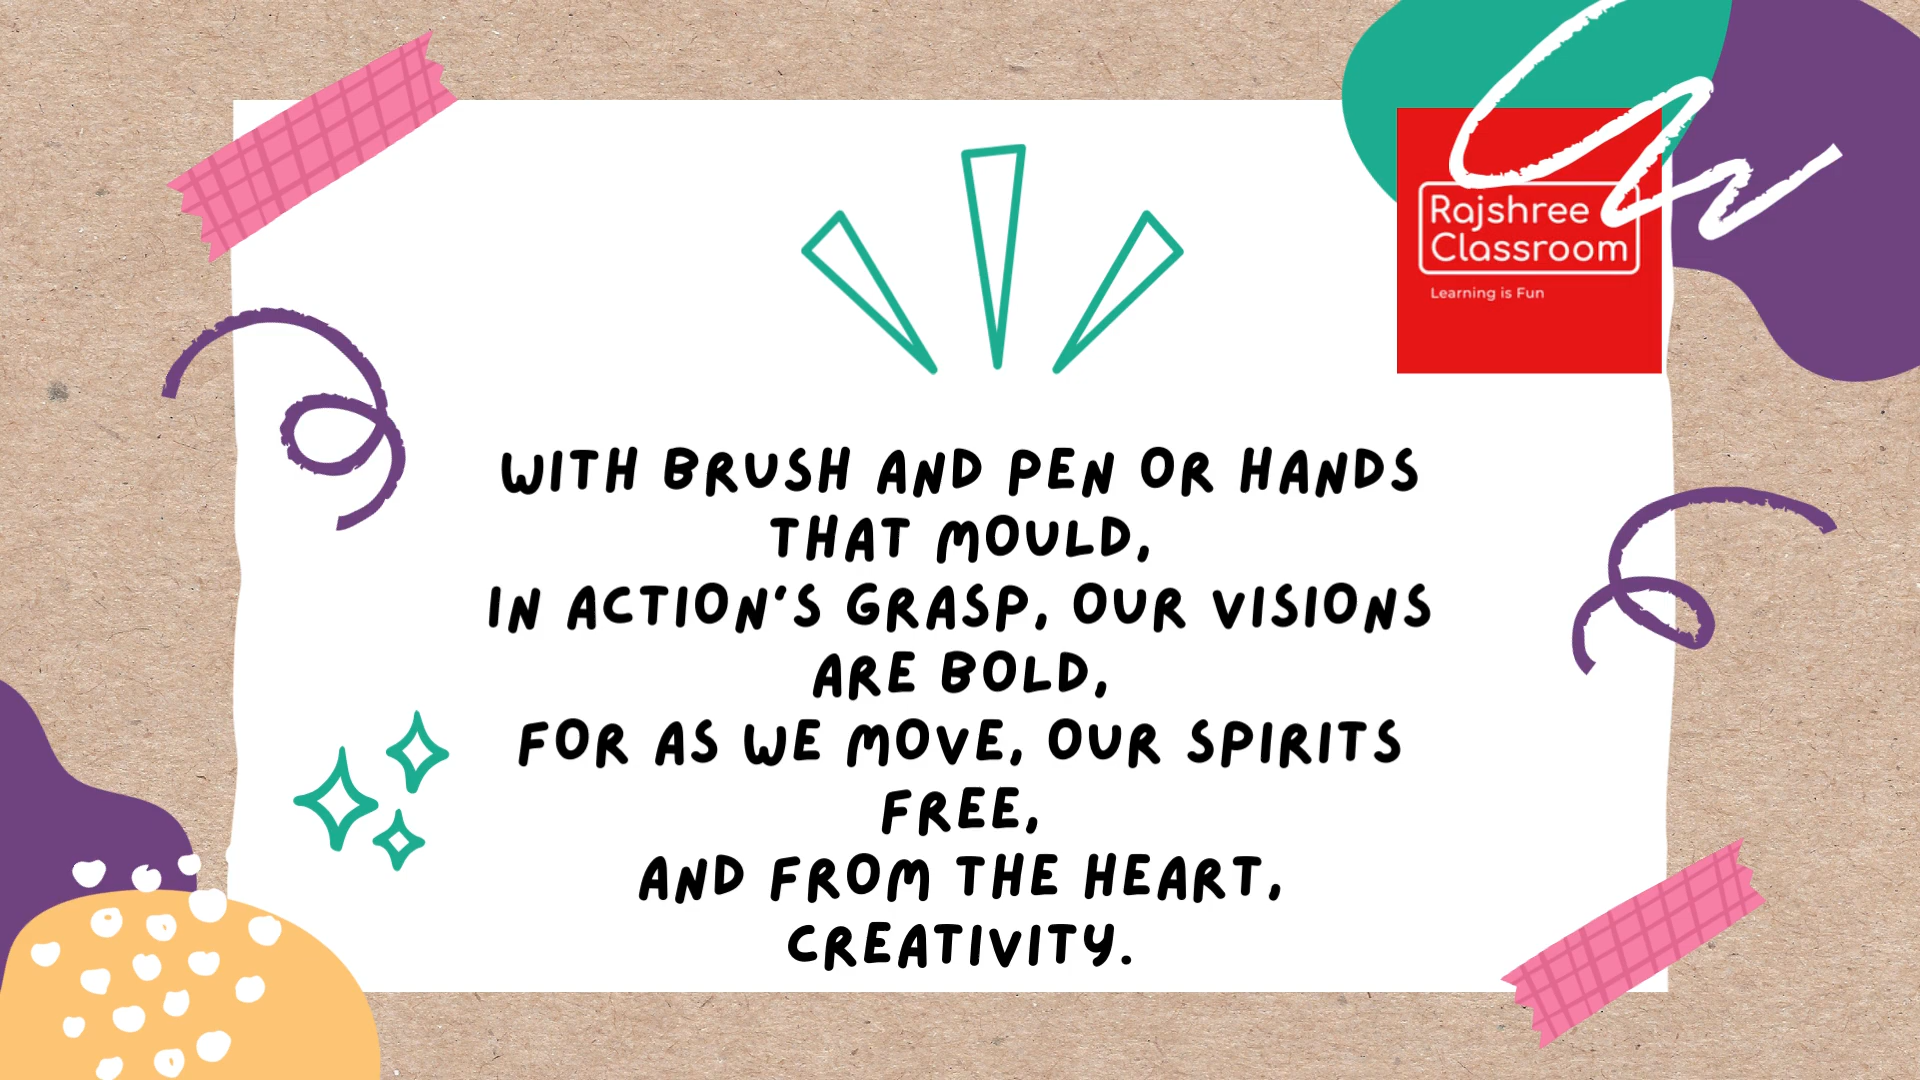 Rajshree
Classroom
Learning is Fun
WITH BRUSH AND PEN OR HANDS
THAT MOULD,
IN ACTION'S GRASP, OUR VISIONS
ARE BOLD,
FOR AS WE MOVE, OUR SPIRITS
FREE,
AND FROM THE HEART,
CREATIVITY.